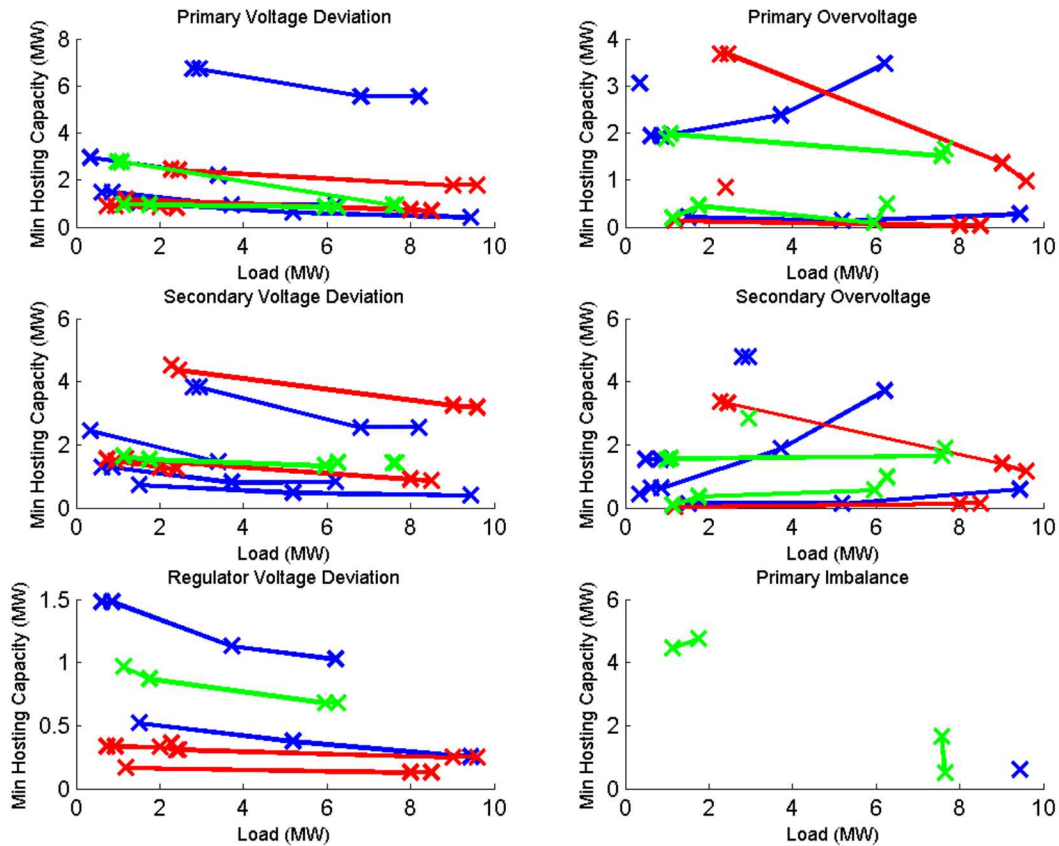 Primary Voltage Deviation
Min Hosting Capacity (MW)
8
6
4
2
0
0 2 4 6 8 10
Load (MW)
Primary Overvoltage
Min Hosting Capacity (MW)
4
3
2
1
0
0 2 4 6 8 10
Load (MW)
Secondary Voltage Deviation
Min Hosting Capacity (MW)
6
4
2
0
0 2 4 6 8 10
Load (MW)
Secondary Overvoltage
Min Hosting Capacity (MW)
6
4
2
0
0 2 4 6 8 10
Load (MW)
Regulator Voltage Deviation
Min Hosting Capacity (MW)
1.5
1
0.5
0
0 2 4 6 8 10
Load (MW)
Primary Imbalance
Min Hosting Capacity (MW)
6
4
2
0
0 2 4 6 8 10
Load (MW)